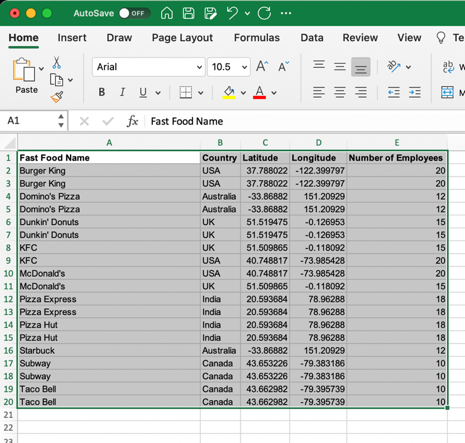 AutoSave OFF
Home Insert Draw Page Layout Formulas Data Review View Te
Arial 10.5 A A
Paste B I U A
A1 fx Fast Food Name
A B C D E
1 Fast Food Name Country Latitude Longitude Number of Employees
2 Burger King USA 37.788022 -122.399797 20
3 Burger King USA 37.788022 -122.399797 20
4 Domino's Pizza Australia -33.86882 151.20929 12
5 Domino's Pizza Australia -33.86882 151.20929 12
6 Dunkin' Donuts UK 51.519475 -0.126953 15
7 Dunkin' Donuts UK 51.519475 -0.126953 15
8 KFC UK 51.509865 -0.118092 15
9 KFC USA 40.748817 -73.985428 20
10 McDonald's USA 40.748817 -73.985428 20
11 McDonald's UK 51.509865 -0.118092 15
12 Pizza Express India 20.593684 78.96288 18
13 Pizza Express India 20.593684 78.96288 18
14 Pizza Hut India 20.593684 78.96288 18
15 Pizza Hut India 20.593684 78.96288 18
16 Starbuck Australia -33.86882 151.20929 12
17 Subway Canada 43.653226 -79.383186 10
18 Subway Canada 43.653226 -79.383186 10
19 Taco Bell Canada 43.662982 -79.395739 10
20 Taco Bell Canada 43.662982 -79.395739 10
21
22
23